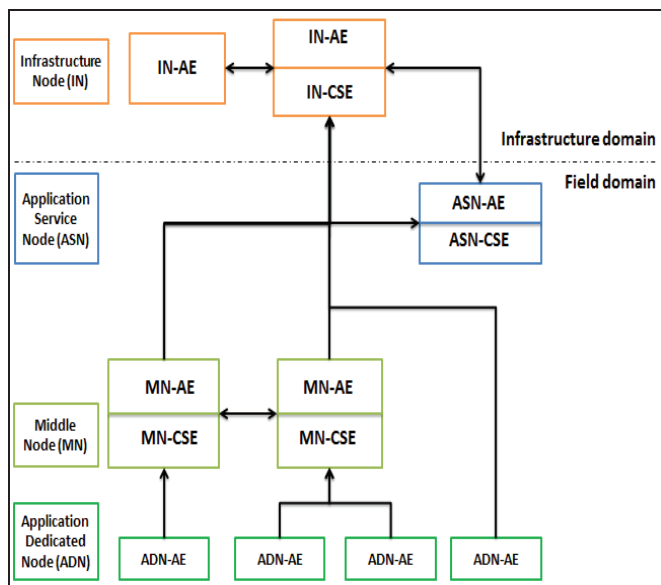 Infrastructure
Node (IN)
IN-AE
IN-AE
IN-CSE
Infrastructure domain
Field domain
Application
Service
Node (ASN)
ASN-AE
ASN-CSE
Middle
Node (MN)
MN-AE
MN-CSE
MN-AE
MN-CSE
Application
Dedicated
Node (ADN)
ADN-AE
ADN-AE
ADN-AE
ADN-AE